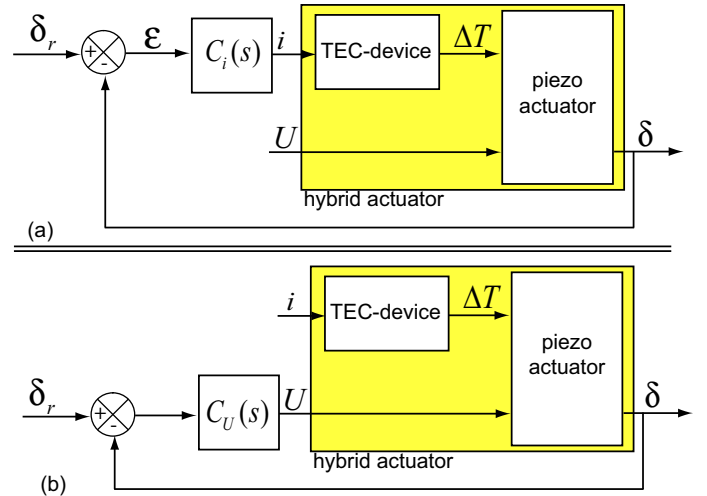 δr + - ε Ci(s) i TEC-device ΔT piezo
actuator
U δ
hybrid actuator
(a)
i TEC-device ΔT piezo
actuator
δr + - CU(s) U δ
hybrid actuator
(b)